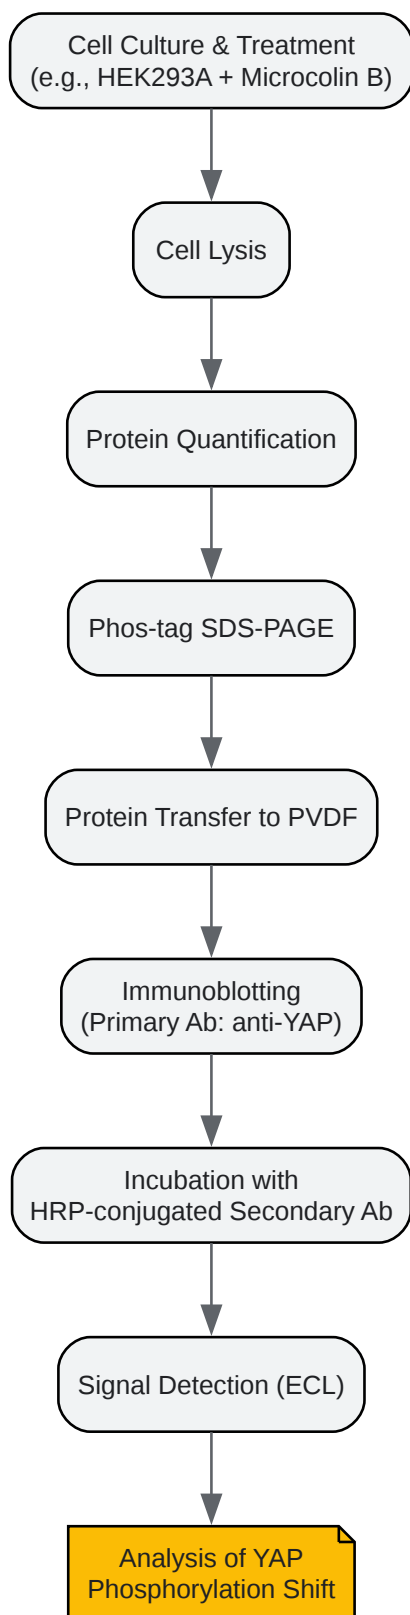 Cell Culture & Treatment
(e.g., HEK293A + Microcolin B)
Cell Lysis
Protein Quantification
Phos-tag SDS-PAGE
Protein Transfer to PVDF
Immunoblotting
(Primary Ab: anti-YAP)
Incubation with
HRP-conjugated Secondary Ab
Signal Detection (ECL)
Analysis of YAP
Phosphorylation Shift